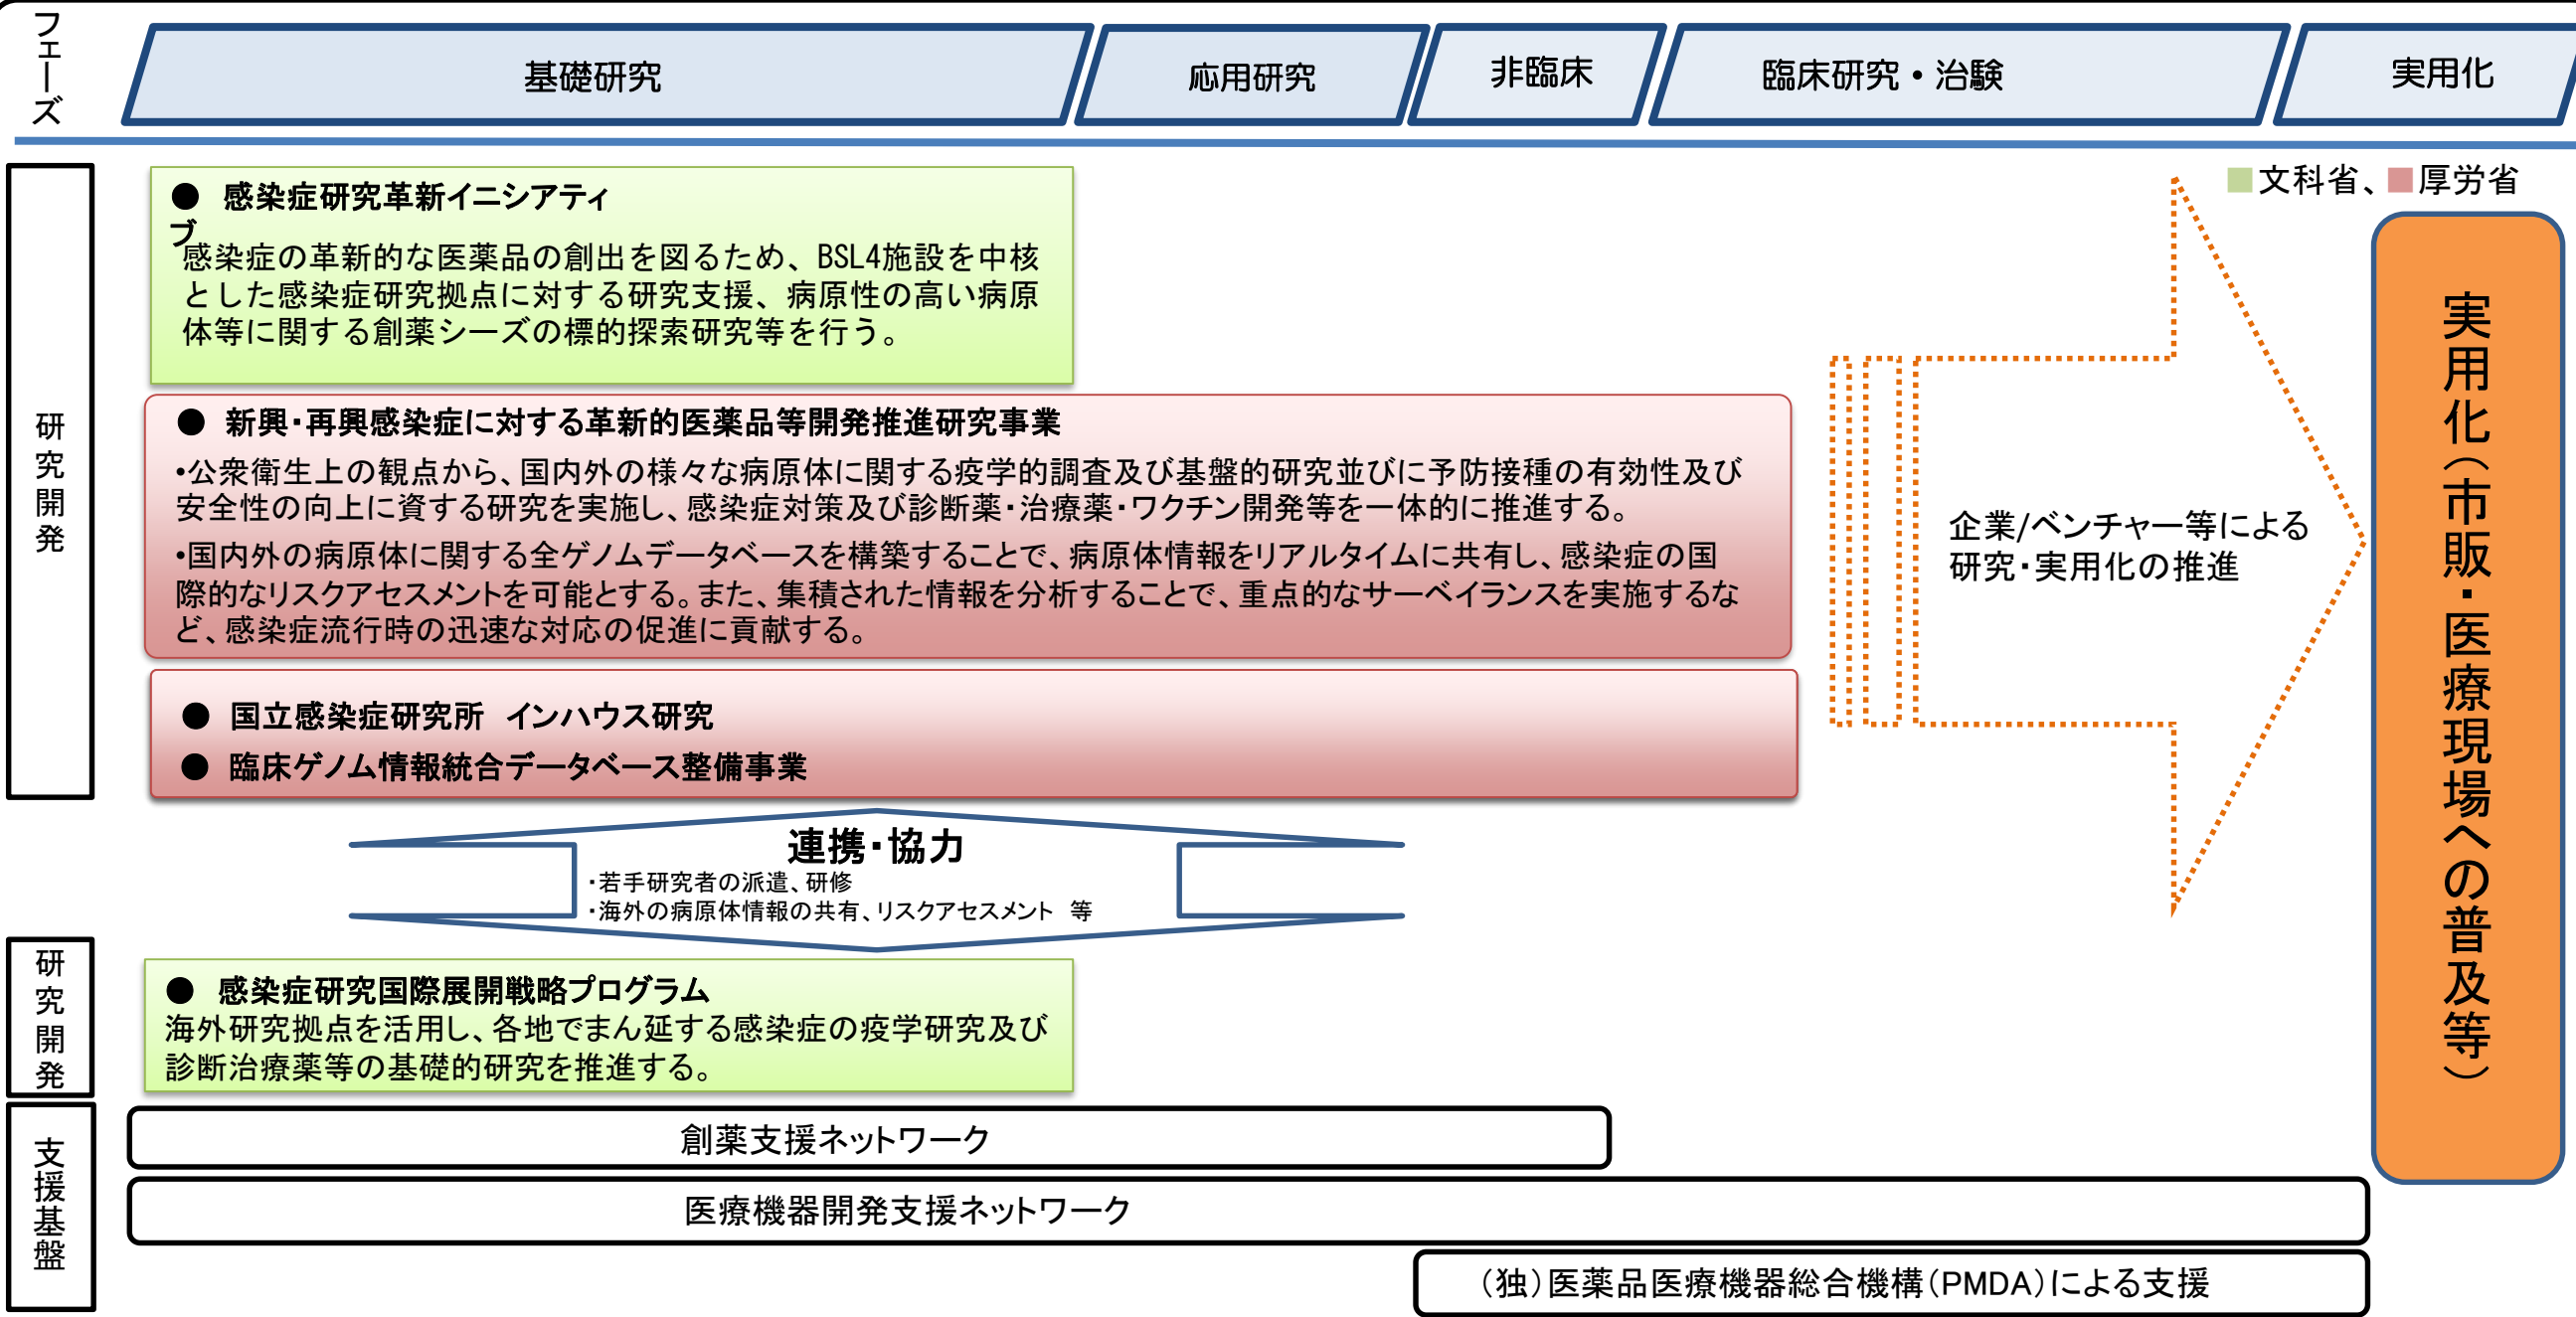 フェーズ
基礎研究
応用研究
非臨床
臨床研究・治験
実用化
■文科省、■厚労省
研究開発
● 感染症研究革新イニシアティ
ブ
感染症の革新的な医薬品の創出を図るため、BSL4施設を中核
とした感染症研究拠点に対する研究支援、病原性の高い病原
体等に関する創薬シーズの標的探索研究等を行う。
● 新興・再興感染症に対する革新的医薬品等開発推進研究事業
•公衆衛生上の観点から、国内外の様々な病原体に関する疫学的調査及び基盤的研究並びに予防接種の有効性及び
安全性の向上に資する研究を実施し、感染症対策及び診断薬・治療薬・ワクチン開発等を一体的に推進する。
•国内外の病原体に関する全ゲノムデータベースを構築することで、病原体情報をリアルタイムに共有し、感染症の国
際的なリスクアセスメントを可能とする。また、集積された情報を分析することで、重点的なサーベイランスを実施するな
ど、感染症流行時の迅速な対応の促進に貢献する。
● 国立感染症研究所 インハウス研究
● 臨床ゲノム情報統合データベース整備事業
企業/ベンチャー等による
研究・実用化の推進
実用化（市販・医療現場への普及等）
連携・協力
・若手研究者の派遣、研修
・海外の病原体情報の共有、リスクアセスメント 等
研究開発
● 感染症研究国際展開戦略プログラム
海外研究拠点を活用し、各地でまん延する感染症の疫学研究及び
診断治療薬等の基礎的研究を推進する。
支援基盤
創薬支援ネットワーク
医療機器開発支援ネットワーク
（独）医薬品医療機器総合機構（PMDA）による支援